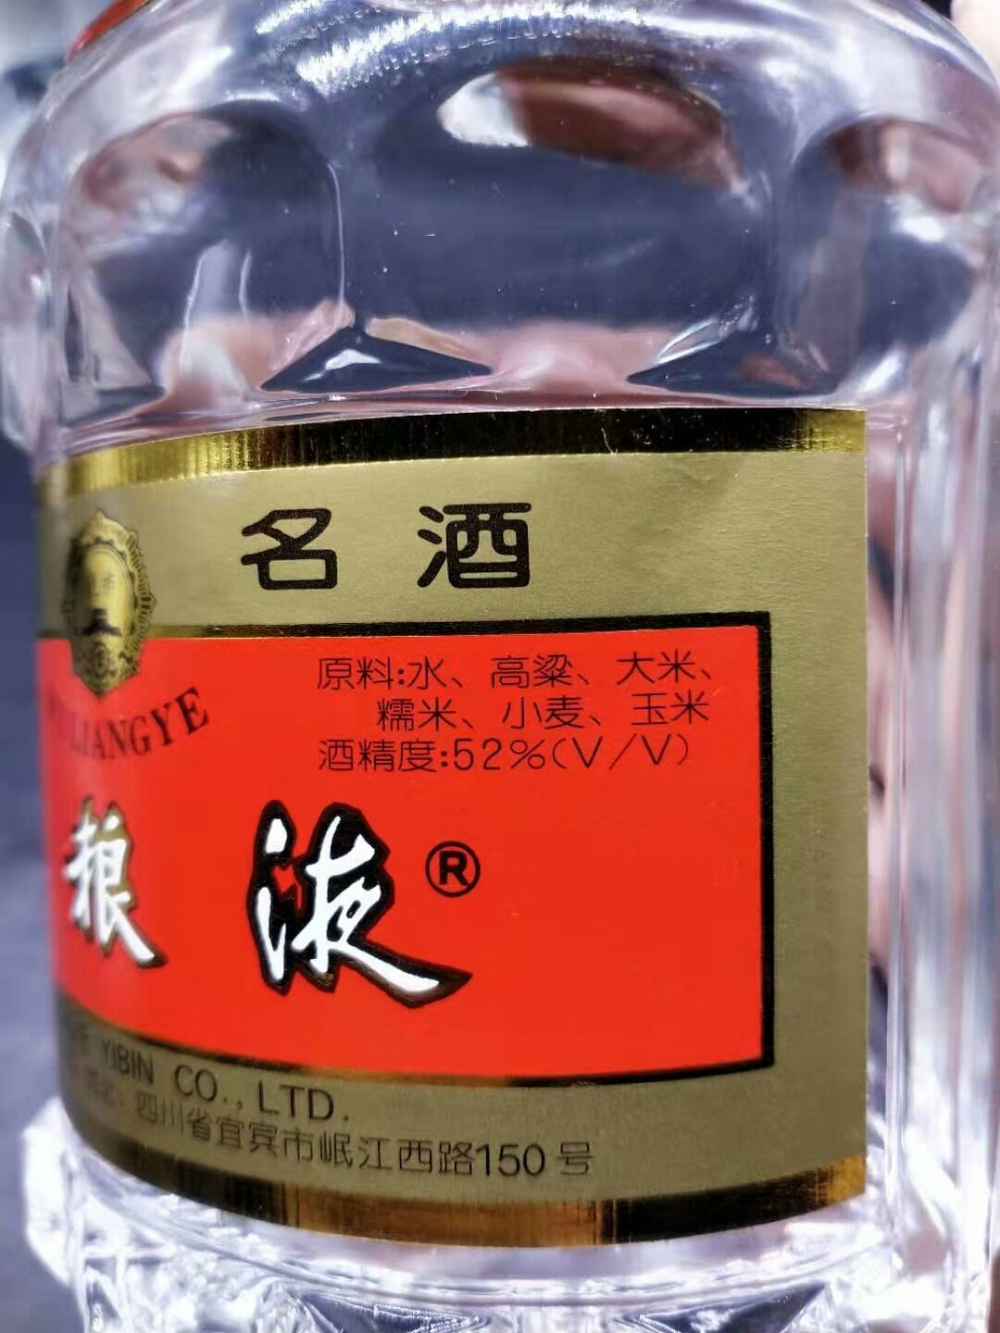 名酒
LIANGYE
原料:水、高粱、大米、
糯米、小麦、玉米
酒精度:52%(V/V)
粮液®
YIBIN CO.,LTD.
四川省宜宾市岷江西路150号